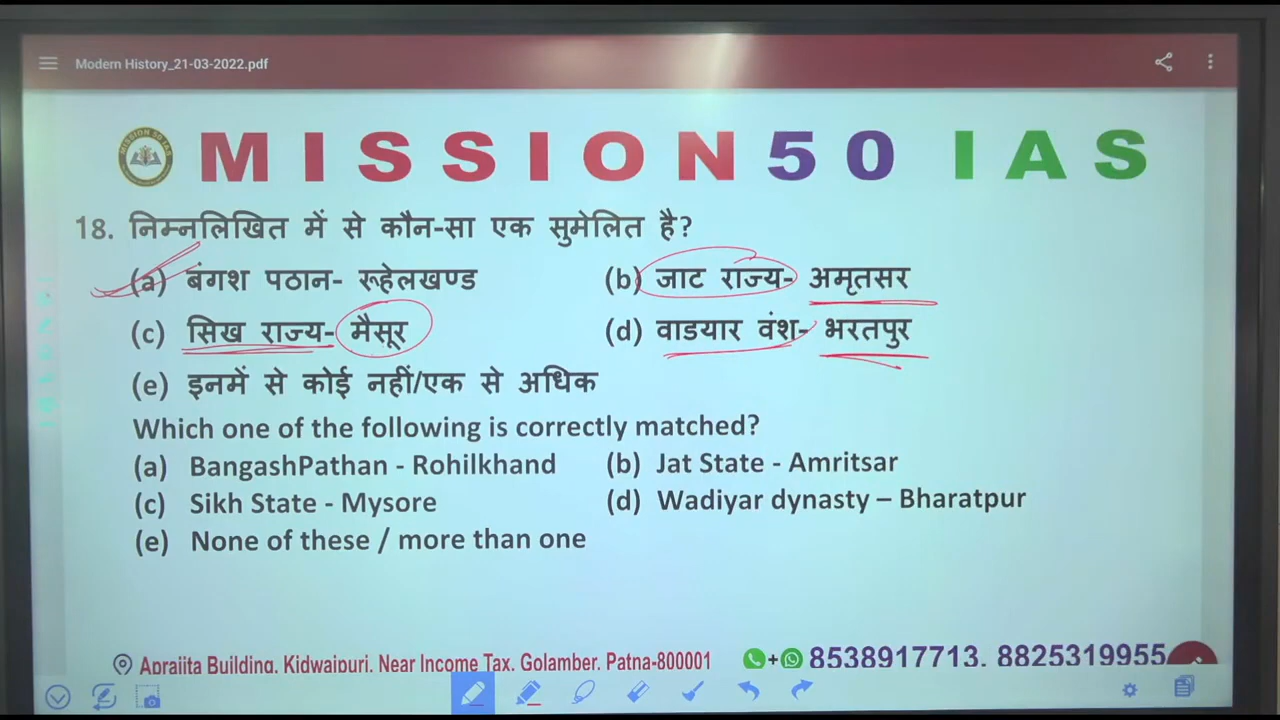 Modern History_21-03-2022.pdf
MISSION 50 IAS
18. निम्नलिखित में से कौन-सा एक सुमेलित है?
(a) बंगश पठान- रूहेलखण्ड (b) जाट राज्य- अमृतसर
(c) सिख राज्य- मैसूर (d) वाडयार वंश- भरतपुर
(e) इनमें से कोई नहीं/एक से अधिक
Which one of the following is correctly matched?
(a) BangashPathan - Rohilkhand (b) Jat State - Amritsar
(c) Sikh State - Mysore (d) Wadiyar dynasty – Bharatpur
(e) None of these / more than one
Aprajita Building, Kidwaipuri, Near Income Tax, Golamber, Patna-800001 + 8538917713, 8825319955